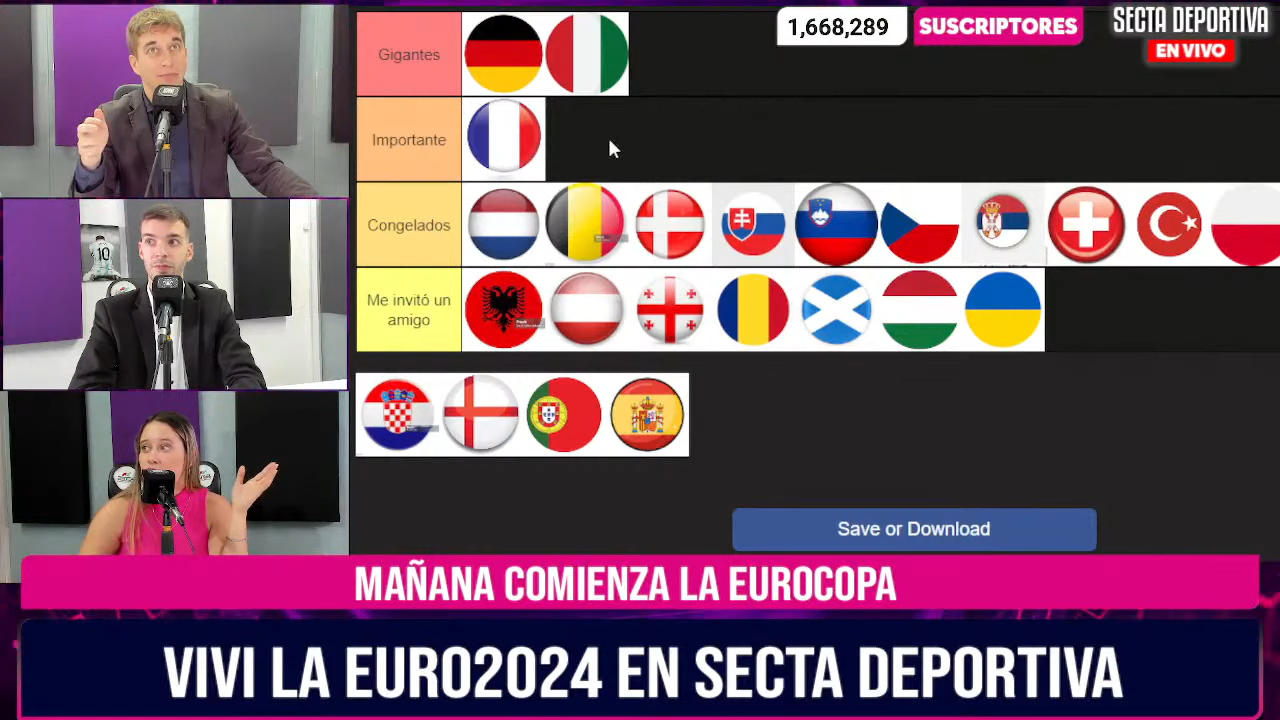 1,668,289
SUSCRIPTORES
SECTA DEPORTIVA
EN VIVO
Gigantes
Importante
Congelados
Me invitó un
amigo
10
Save or Download
MAÑANA COMIENZA LA EUROCOPA
VIVI LA EURO2024 EN SECTA DEPORTIVA